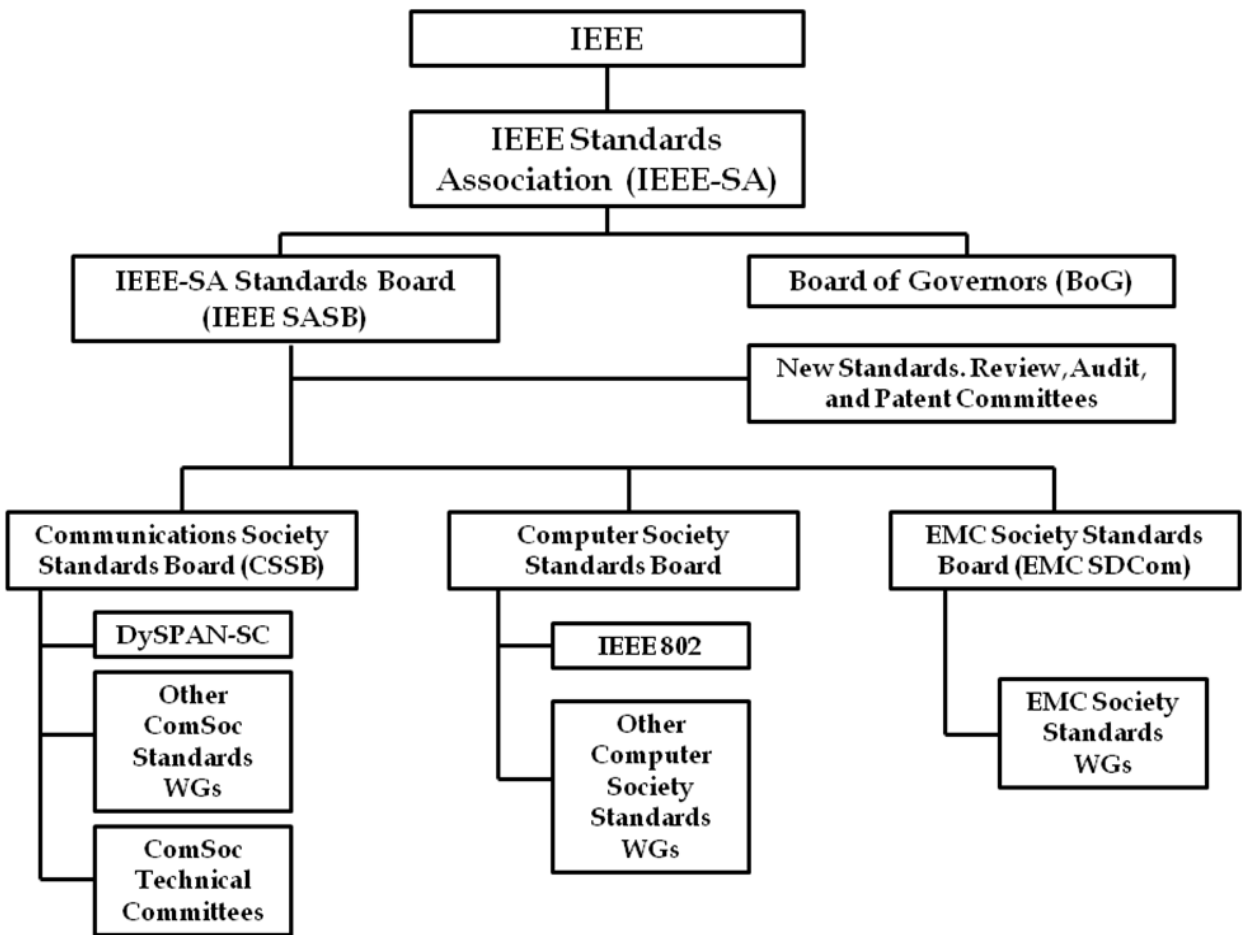 IEEE
IEEE Standards
Association (IEEE-SA)
IEEE-SA Standards Board
(IEEE SASB)
Board of Governors (BoG)
New Standards. Review, Audit,
and Patent Committees
Communications Society
Standards Board (CSSB)
Computer Society
Standards Board
EMC Society Standards
Board (EMC SDCom)
DySPAN-SC
Other
ComSoc
Standards
WGs
ComSoc
Technical
Committees
IEEE 802
Other
Computer
Society
Standards
WGs
EMC Society
Standards
WGs